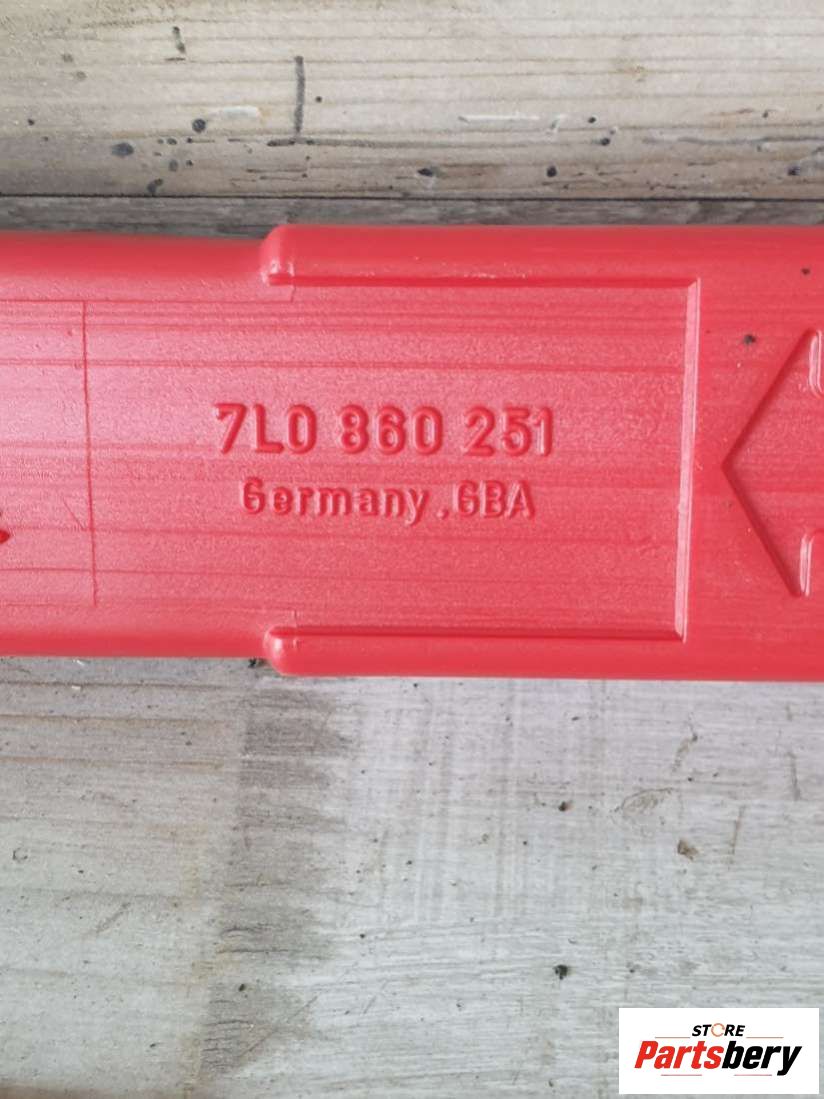 7L0 860 251
Germany.GBA
STORE
Partsbery